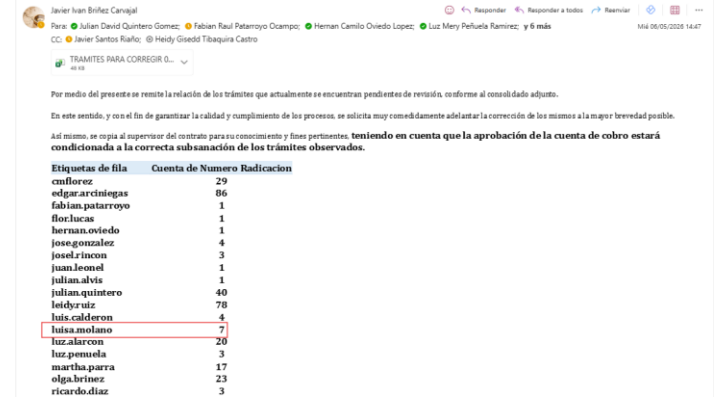 Javier Ivan Briñez Carvajal
Responder Responder a todos Reenviar
Para: Julian David Quintero Gomez; Fabian Raul Patarroyo Ocampo; Hernan Camilo Oviedo Lopez; Luz Mery Peñuela Ramirez; y 6 más
Mié 06/05/2026 14:47
CC: Javier Santos Riaño; Heidy Gisedd Tibaquira Castro
TRAMITES PARA CORREGIR 0...
46 KB
Por medio del presente se remite la relación de los trámites que actualmente se encuentran pendientes de revisión, conforme al consolidado adjunto.
En este sentido, y con el fin de garantizar la calidad y cumplimiento de los procesos, se solicita muy comedidamente adelantar la corrección de los mismos a la mayor brevedad posible.
Así mismo, se copia al supervisor del contrato para su conocimiento y fines pertinentes, teniendo en cuenta que la aprobación de la cuenta de cobro estará
condicionada a la correcta subsanación de los trámites observados.
Etiquetas de fila Cuenta de Numero Radicacion
cmflorez 29
edgar.arciniegas 86
fabian.patarroyo 1
flor.lucas 1
hernan.oviedo 1
jose.gonzalez 4
josel.rincon 3
juan.leonel 1
julian.alvis 1
julian.quintero 40
leidy.ruiz 78
luis.calderon 4
luisa.molano 7
luz.alarcon 20
luz.penuela 3
martha.parra 17
olga.brinez 23
ricardo.diaz 3